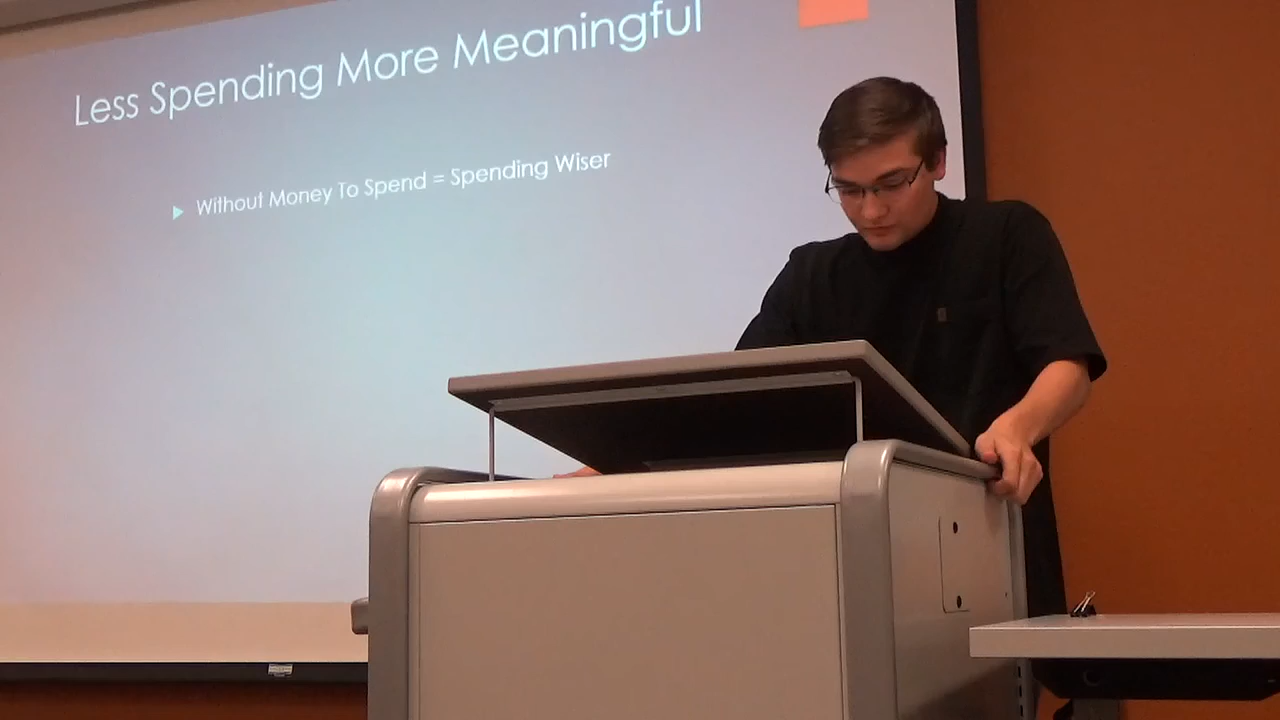 Less Spending More Meaningful
Without Money To Spend = Spending Wiser